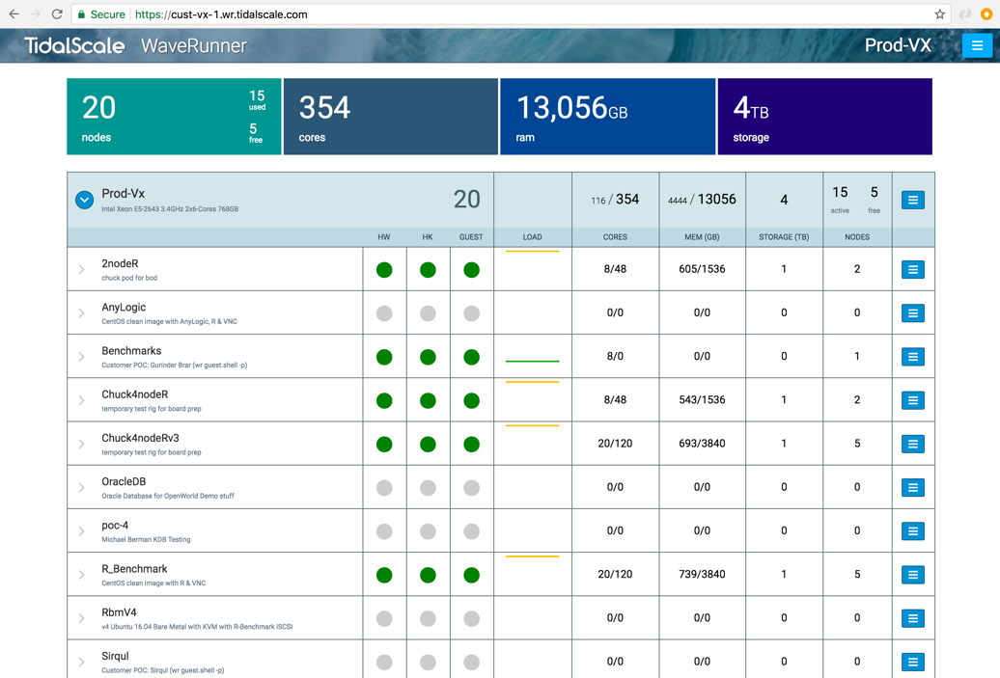 Secure https://cust-vx-1.wr.tidalscale.com
TidalScale WaveRunner Prod-VX
20 nodes 15 used 5 free
354 cores
13,056GB ram
4TB storage
Prod-Vx 20 116 / 354 4444 / 13056 4 15 active 5 free
Intel Xeon E5-2643 3.4GHz 2x6-Cores 768GB
HW HK GUEST LOAD CORES MEM (GB) STORAGE (TB) NODES
2nodeR 8/48 605/1536 1 2
chuck pod for bod
AnyLogic 0/0 0/0 0 0
CentOS clean image with AnyLogic, R & VNC
Benchmarks 8/0 0/0 0 1
Customer POC: Gurinder Brar (wr guest.shell -p)
Chuck4nodeR 8/48 543/1536 1 2
temporary test rig for board prep
Chuck4nodeRv3 20/120 693/3840 1 5
temporary test rig for board prep
OracleDB 0/0 0/0 0 0
Oracle Database for OpenWorld Demo stuff
poc-4 0/0 0/0 0 0
Michael Berman KDB Testing
R_Benchmark 20/120 739/3840 1 5
CentOS clean image with R & VNC
RbmV4 0/0 0/0 0 0
v4 Ubuntu 16.04 Bare Metal with KVM with R-Benchmark iSCSI
Sirqul 0/0 0/0 0 0
Customer POC: Sirqul (wr guest.shell -p)